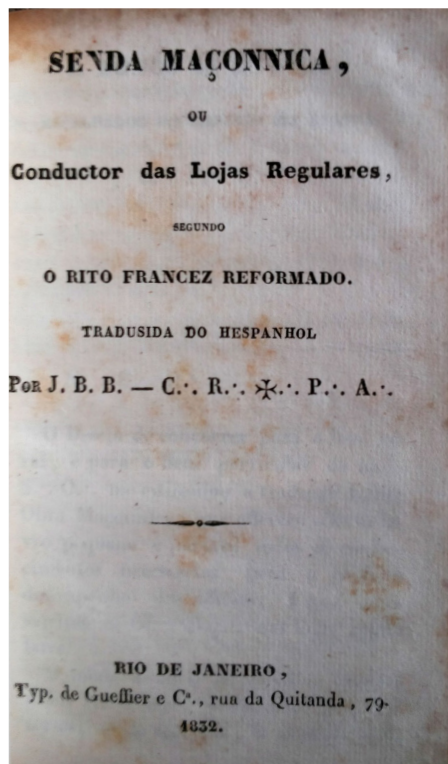 SENDA MAÇONNICA,
OU
Conductor das Lojas Regulares,
SEGUNDO
O RITO FRANCEZ REFORMADO.
TRADUSIDA DO HESPANHOL
POR J. B. B. — C.·. R.·. ✠.·. P.·. A.·.
RIO DE JANEIRO,
Typ. de Gueffier e Cª., rua da Quitanda, 79.
1832.